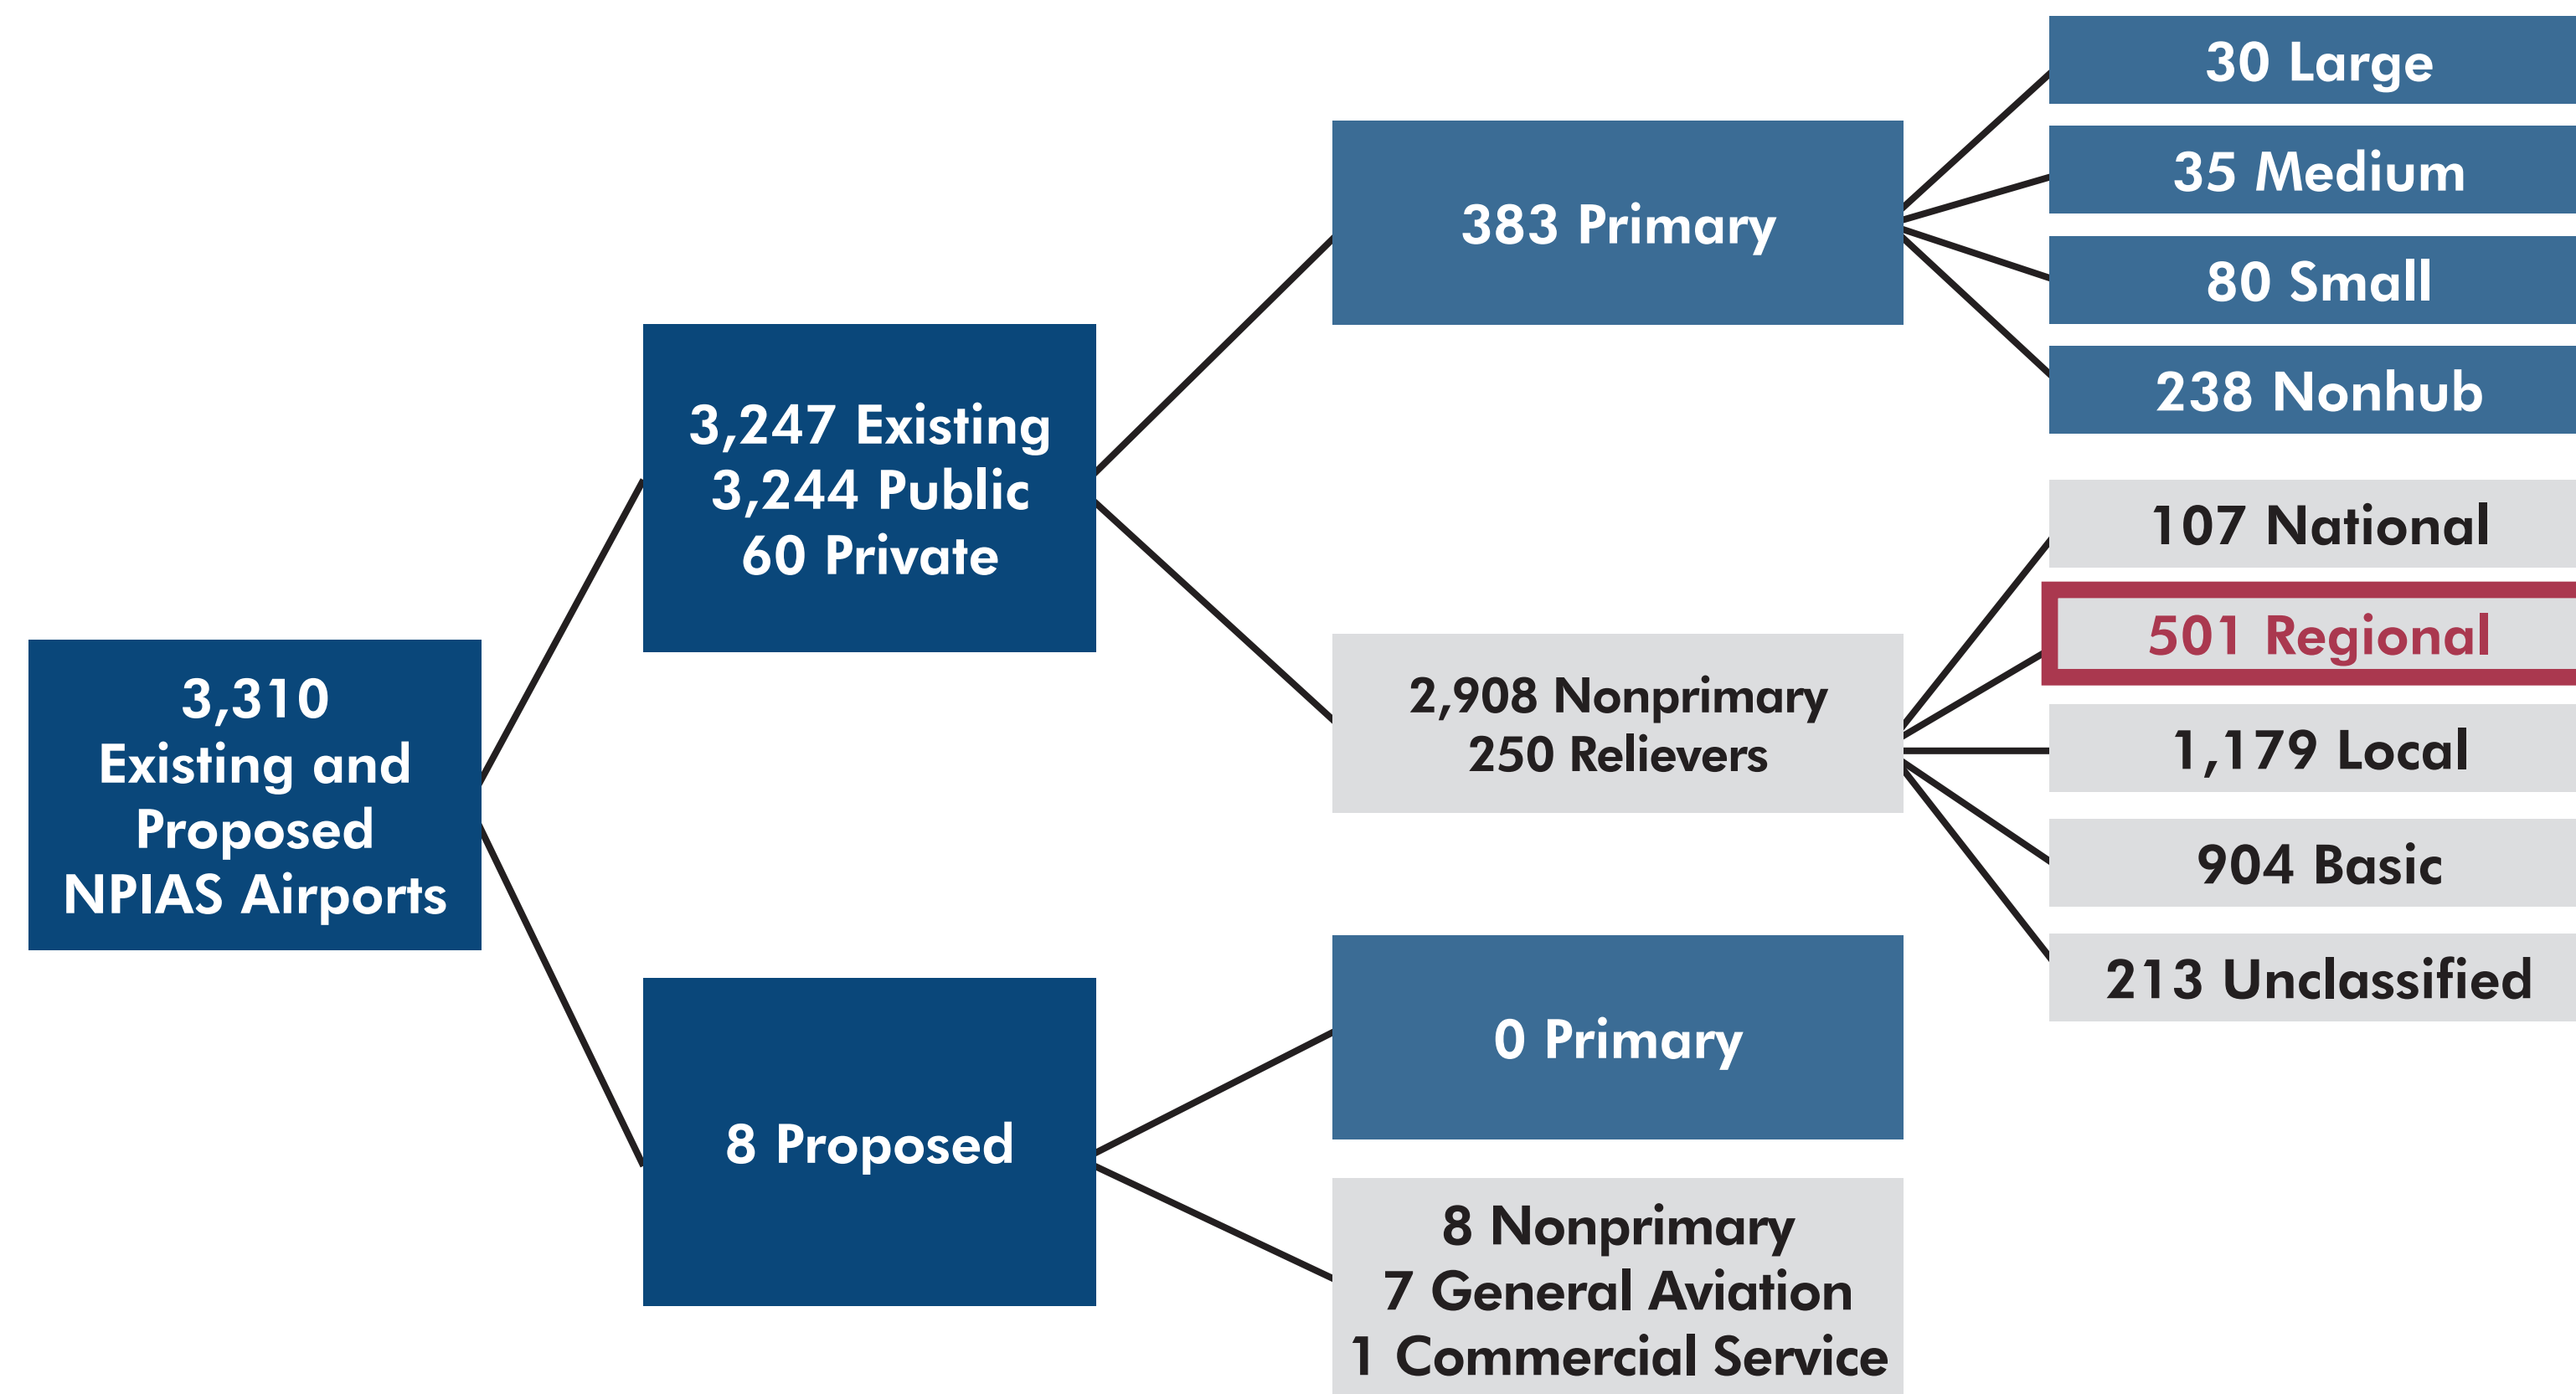 3,310
Existing and
Proposed
NPIAS Airports
3,247 Existing
3,244 Public
60 Private
8 Proposed
383 Primary
2,908 Nonprimary
250 Relievers
0 Primary
8 Nonprimary
7 General Aviation
1 Commercial Service
30 Large
35 Medium
80 Small
238 Nonhub
107 National
501 Regional
1,179 Local
904 Basic
213 Unclassified